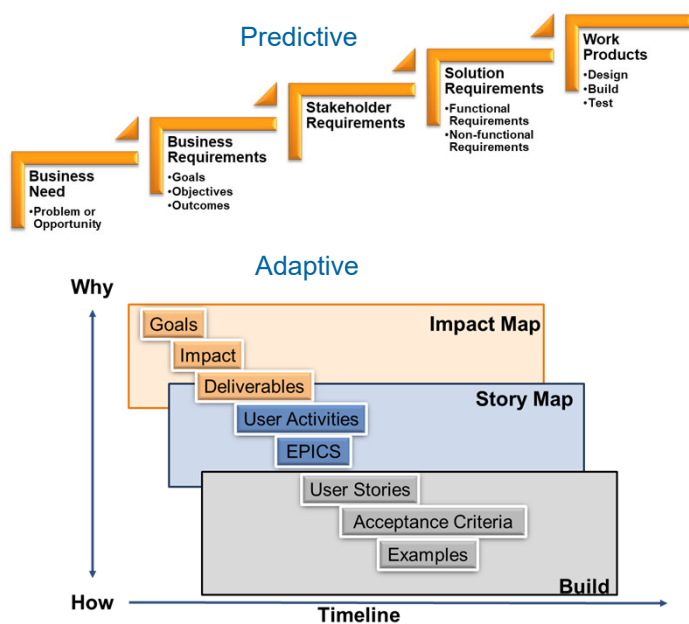 Predictive
Business
Need
•Problem or
Opportunity
Business
Requirements
•Goals
•Objectives
•Outcomes
Stakeholder
Requirements
Solution
Requirements
•Functional
Requirements
•Non-functional
Requirements
Work
Products
•Design
•Build
•Test
Adaptive
Why
Impact Map
Goals
Impact
Deliverables
Story Map
User Activities
EPICS
User Stories
Acceptance Criteria
Examples
Build
How
Timeline